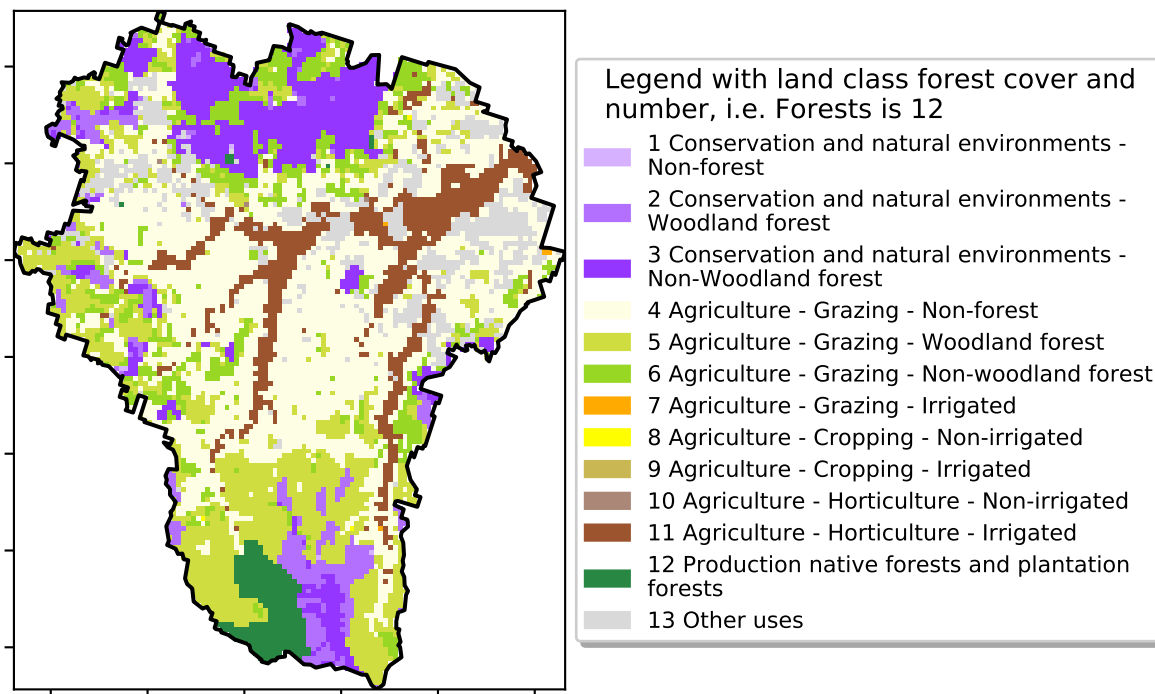 Legend with land class forest cover and
number, i.e. Forests is 12
1 Conservation and natural environments -
Non-forest
2 Conservation and natural environments -
Woodland forest
3 Conservation and natural environments -
Non-Woodland forest
4 Agriculture - Grazing - Non-forest
5 Agriculture - Grazing - Woodland forest
6 Agriculture - Grazing - Non-woodland forest
7 Agriculture - Grazing - Irrigated
8 Agriculture - Cropping - Non-irrigated
9 Agriculture - Cropping - Irrigated
10 Agriculture - Horticulture - Non-irrigated
11 Agriculture - Horticulture - Irrigated
12 Production native forests and plantation
forests
13 Other uses